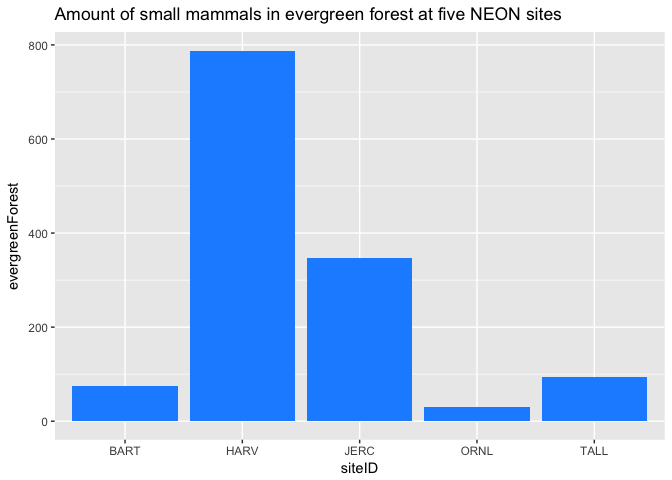 Amount of small mammals in evergreen forest at five NEON sites
800
600
400
200
0
evergreenForest
BART HARV JERC ORNL TALL
siteID